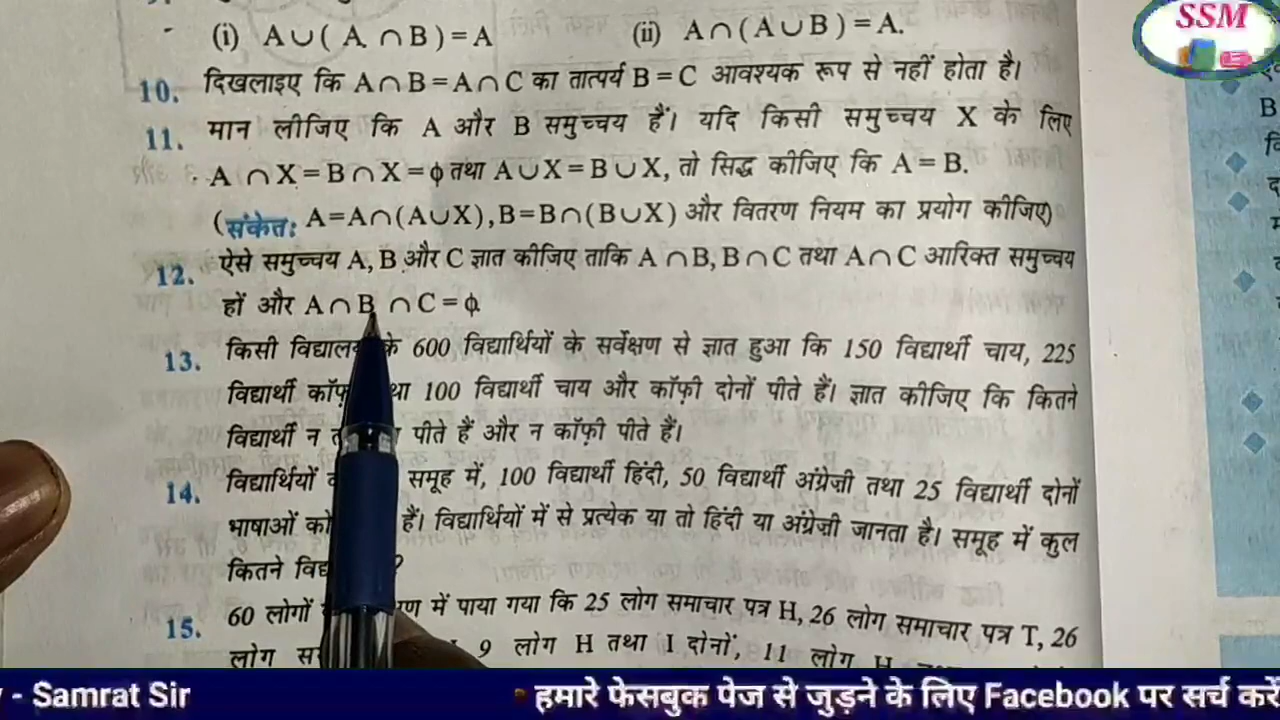 SSM
(i) A∪( A ∩B)=A (ii) A∩(A∪B)=A.
10. दिखलाइए कि A∩B=A∩C का तात्पर्य B=C आवश्यक रूप से नहीं होता है।
11. मान लीजिए कि A और B समुच्चय हैं। यदि किसी समुच्चय X के लिए
A ∩X=B∩X=ϕ तथा A∪X=B∪X, तो सिद्ध कीजिए कि A=B.
(संकेत: A=A∩(A∪X), B=B∩(B∪X) और वितरण नियम का प्रयोग कीजिए)
12. ऐसे समुच्चय A, B और C ज्ञात कीजिए ताकि A∩B, B∩C तथा A∩C आरिक्त समुच्चय
हों और A∩B ∩C=ϕ
13. किसी के 600 विद्यार्थियों के सर्वेक्षण से ज्ञात हुआ कि 150 विद्यार्थी चाय, 225
विद्यार्थी 100 विद्यार्थी चाय और कॉफ़ी दोनों पीते हैं। ज्ञात कीजिए कि कितने
विद्यार्थी न पीते हैं और न कॉफ़ी पीते हैं।
14. विद्यार्थियों समूह में, 100 विद्यार्थी हिंदी, 50 विद्यार्थी अंग्रेज़ी तथा 25 विद्यार्थी दोनों
भाषाओं को हैं। विद्यार्थियों में से प्रत्येक या तो हिंदी या अंग्रेज़ी जानता है। समूह में कुल
कितने ?
15. 60 लोगों में पाया गया कि 25 लोग समाचार पत्र H, 26 लोग समाचार पत्र T, 26
लोग 9 लोग H तथा I दोनों, 11 लोग H
- Samrat Sir हमारे फेसबुक पेज से जुड़ने के लिए Facebook पर सर्च करें